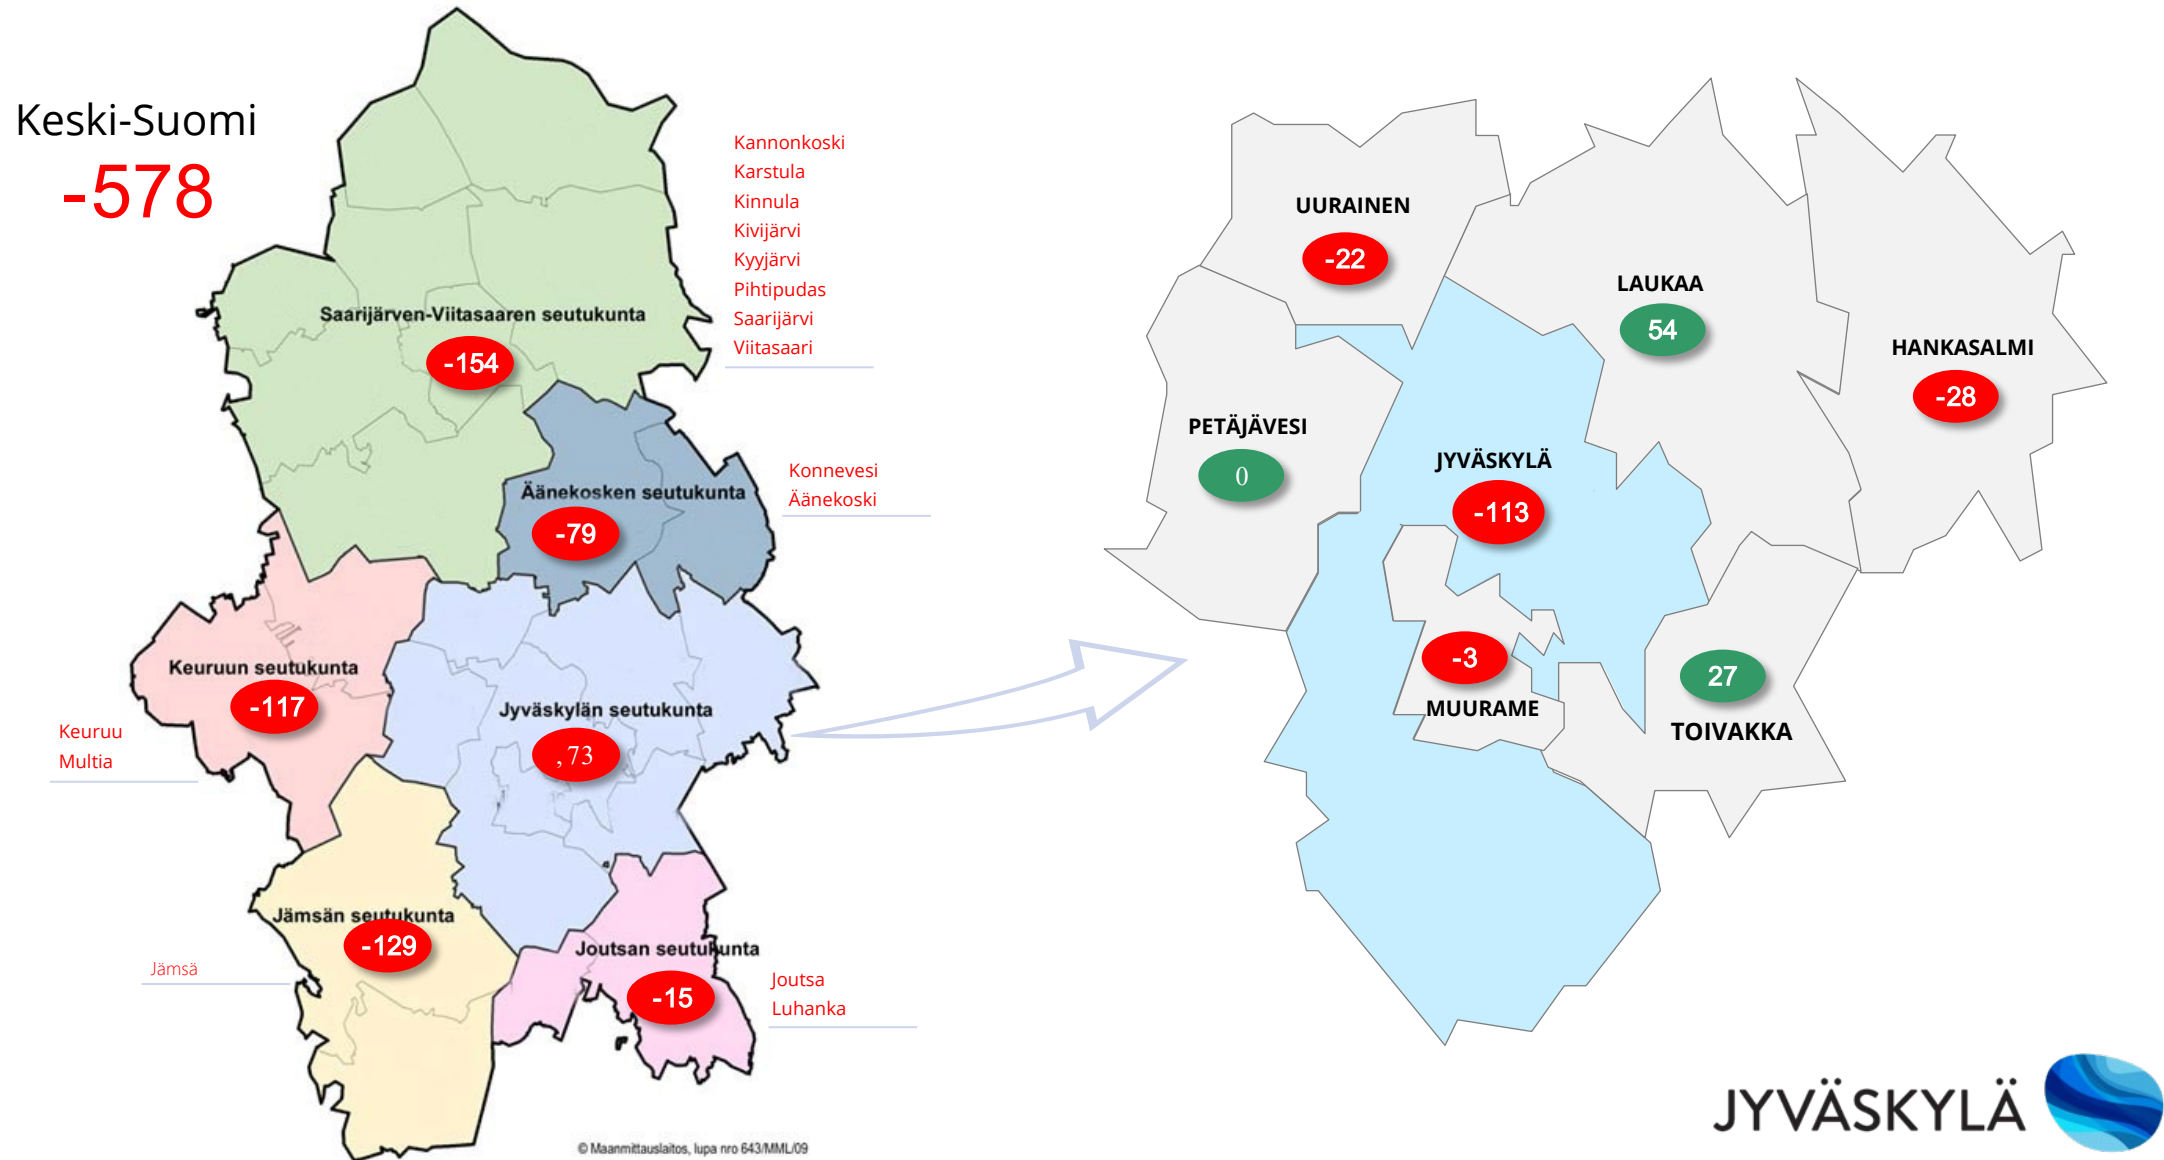 Keski-Suomi
-578
Kannonkoski
Karstula
Kinnula
Kivijärvi
Kyyjärvi
Pihtipudas
Saarijärvi
Viitasaari
Saarijärven-Viitasaaren seutukunta
-154
Konnevesi
Äänekoski
Äänekosken seutukunta
-79
Keuruun seutukunta
-117
Keuruu
Multia
Jyväskylän seutukunta
, 73
Jämsän seutukunta
-129
Jämsä
Joutsan seutukunta
-15
Joutsa
Luhanka
© Maanmittauslaitos, lupa nro 643/MML/09
UURAINEN
-22
LAUKAA
54
HANKASALMI
-28
PETÄJÄVESI
0
JYVÄSKYLÄ
-113
-3
MUURAME
27
TOIVAKKA
JYVÄSKYLÄ